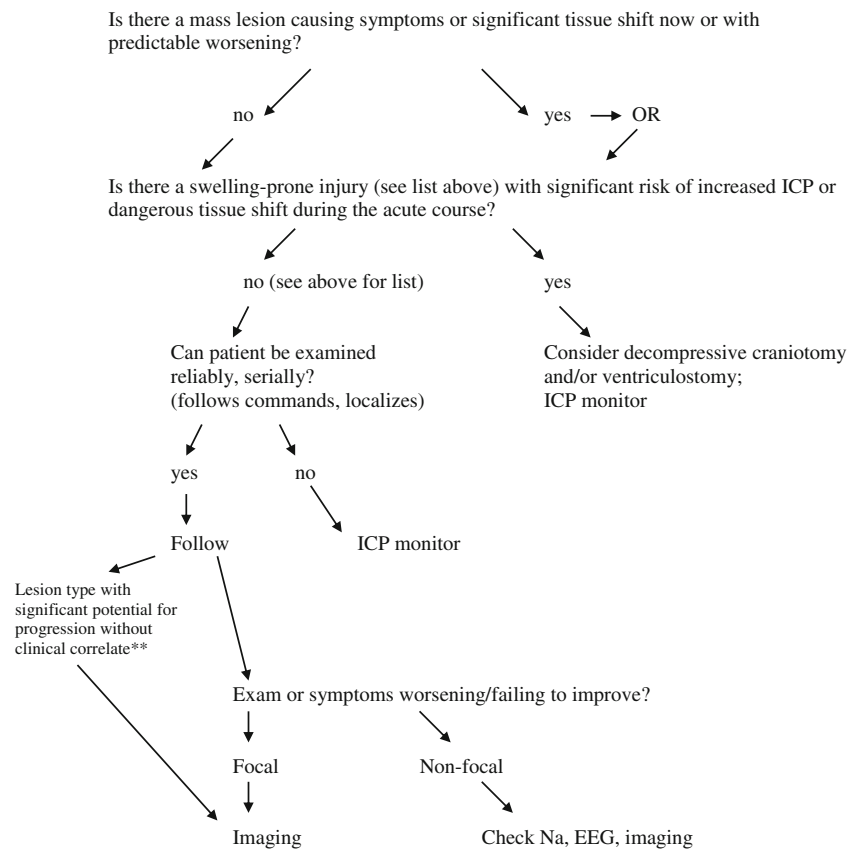 Is there a mass lesion causing symptoms or significant tissue shift now or with
predictable worsening?
no
yes
OR
Is there a swelling-prone injury (see list above) with significant risk of increased ICP or
dangerous tissue shift during the acute course?
no (see above for list)
yes
Can patient be examined
reliably, serially?
(follows commands, localizes)
Consider decompressive craniotomy
and/or ventriculostomy;
ICP monitor
yes
no
Follow
ICP monitor
Lesion type with
significant potential for
progression without
clinical correlate**
Exam or symptoms worsening/failing to improve?
Focal
Non-focal
Imaging
Check Na, EEG, imaging